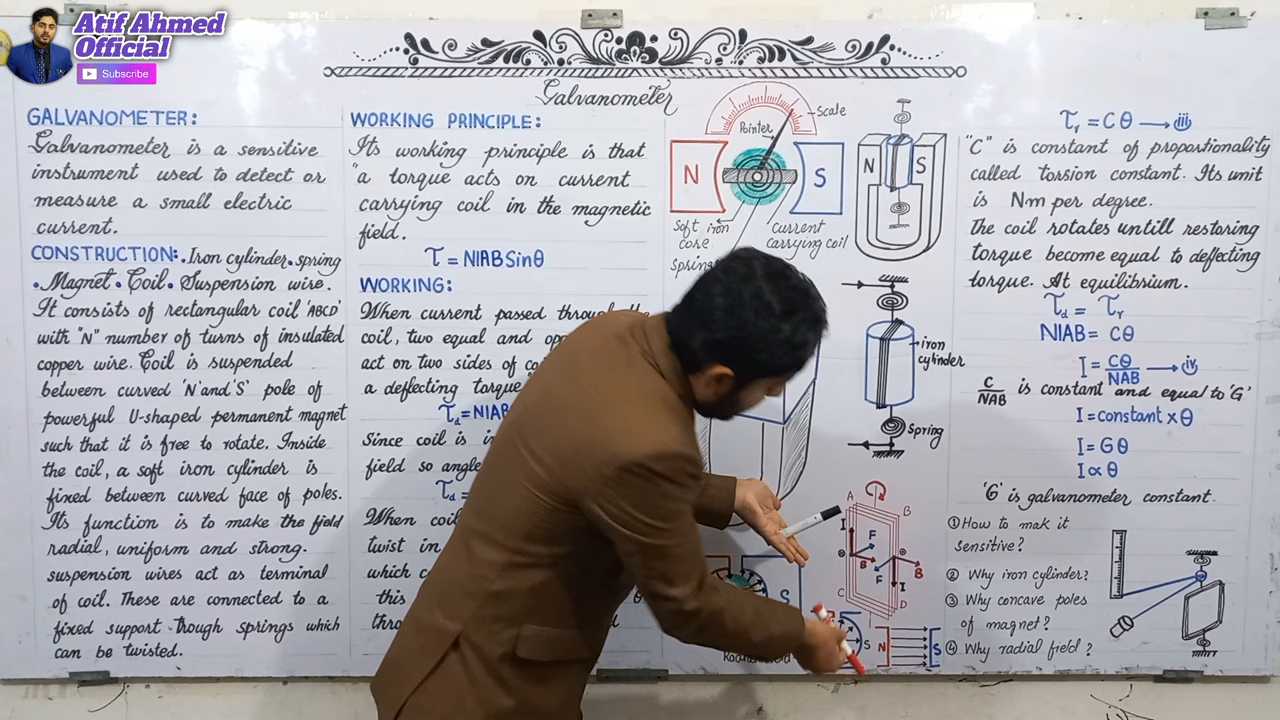 Atif Ahmed
Official
Subscribe
Galvanometer
GALVANOMETER:
Galvanometer is a sensitive
instrument used to detect or
measure a small electric
current.
CONSTRUCTION:.Iron cylinder.spring
.Magnet.Coil.Suspension wire.
It consists of rectangular coil 'ABCD'
with "N" number of turns of insulated
copper wire. Coil is suspended
between curved 'N'and'S' pole of
powerful U-shaped permanent magnet
such that it is free to rotate. Inside
the coil, a soft iron cylinder is
fixed between curved face of poles.
Its function is to make the field
radial, uniform and strong.
suspension wires act as terminal
of coil. These are connected to a
fixed support trough springs which
can be twisted.
WORKING PRINCIPLE:
Its working principle is that
"a torque acts on current
carrying coil in the magnetic
field.
τ = NIAB Sinθ
WORKING:
When current passed through the
coil, two equal and
act on two sides of
a deflecting torque
τd = NIAB
Since coil is
field so angle
τd =
When coil
twist in
which
this
Scale
Pointer
N
S
Soft iron
core
Current
carrying coil
Spring
N S
iron
cylinder
spring
S
A
B
I
F
B
F
B
I
C
D
S
N
S
τr = Cθ → iii
"C" is constant of proportionality
called torsion constant. Its unit
is Nm per degree.
The coil rotates untill restoring
torque become equal to deflecting
torque. At equilibrium.
τd = τr
NIAB = Cθ
I = Cθ/NAB → iv
C/NAB is constant and equal to 'G'
I = constant x θ
I = G θ
I ∝ θ
'G' is galvanometer constant.
① How to mak it
sensitive?
② Why iron cylinder?
③ Why concave poles
of magnet?
④ Why radial field?